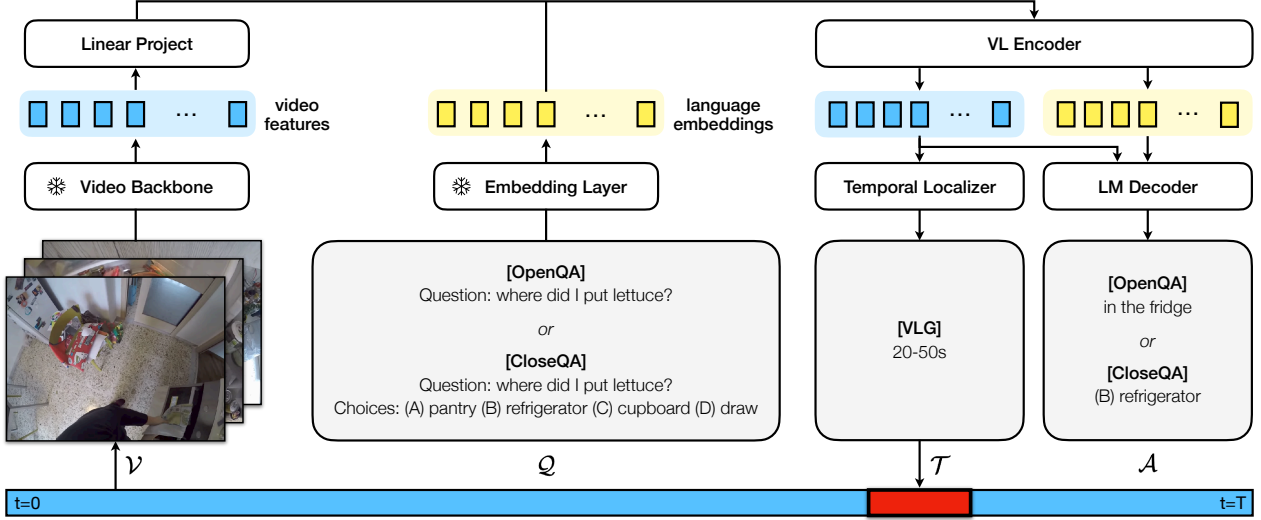 Linear Project
VL Encoder
video
features
...
language
embeddings
...
...
...
Video Backbone
Embedding Layer
Temporal Localizer
LM Decoder
[OpenQA]
Question: where did I put lettuce?
or
[CloseQA]
Question: where did I put lettuce?
Choices: (A) pantry (B) refrigerator (C) cupboard (D) draw
[VLG]
20-50s
[OpenQA]
in the fridge
or
[CloseQA]
(B) refrigerator
𝒱
𝒬
𝒯
𝒜
t=0
t=T